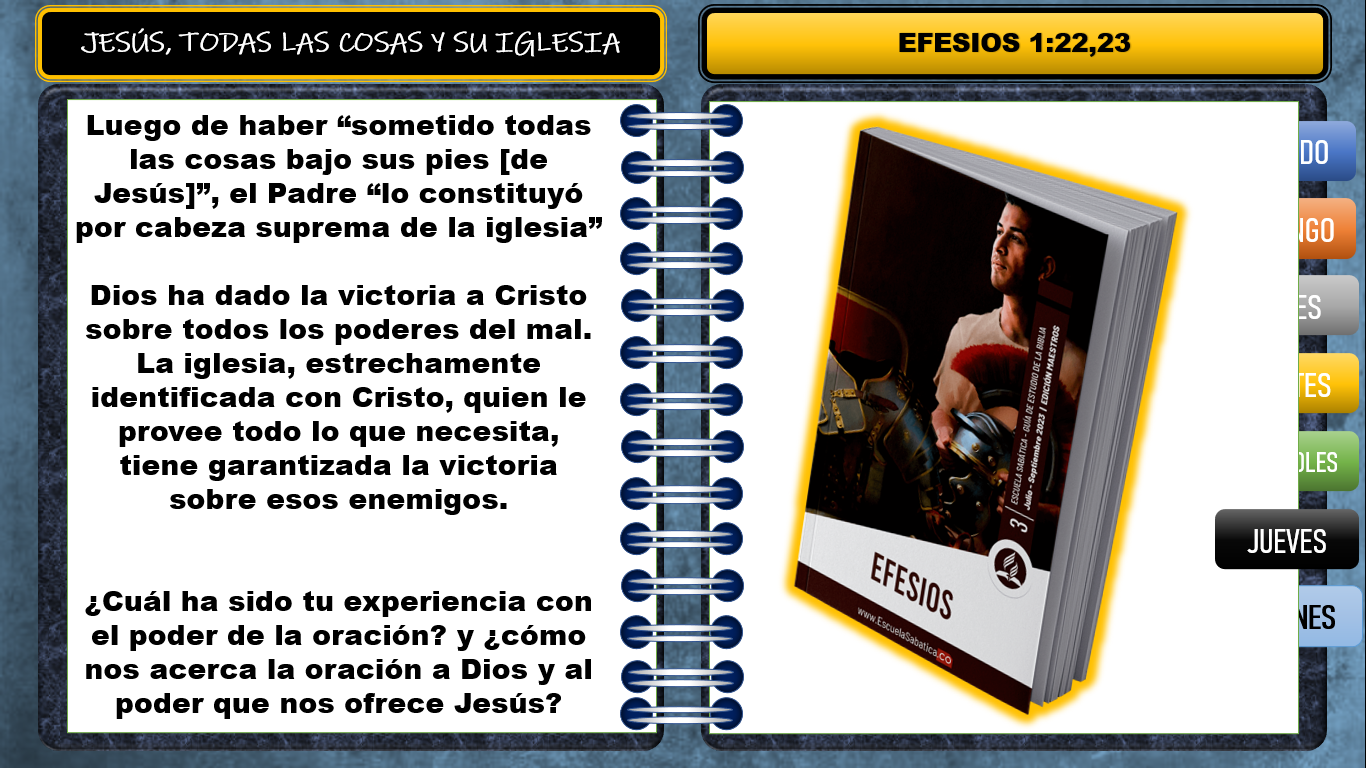 JESÚS, TODAS LAS COSAS Y SU IGLESIA
EFESIOS 1:22,23
Luego de haber “sometido todas
las cosas bajo sus pies [de
Jesús]”, el Padre “lo constituyó
por cabeza suprema de la iglesia”
Dios ha dado la victoria a Cristo
sobre todos los poderes del mal.
La iglesia, estrechamente
identificada con Cristo, quien le
provee todo lo que necesita,
tiene garantizada la victoria
sobre esos enemigos.
¿Cuál ha sido tu experiencia con
el poder de la oración? y ¿cómo
nos acerca la oración a Dios y al
poder que nos ofrece Jesús?
3 | ESCUELA SABÁTICA - GUÍA DE ESTUDIO DE LA BIBLIA
Julio - Septiembre 2023 | EDICIÓN MAESTROS
EFESIOS
www.EscuelaSabatica.co
DO
NGO
ES
TES
OLES
JUEVES
NES